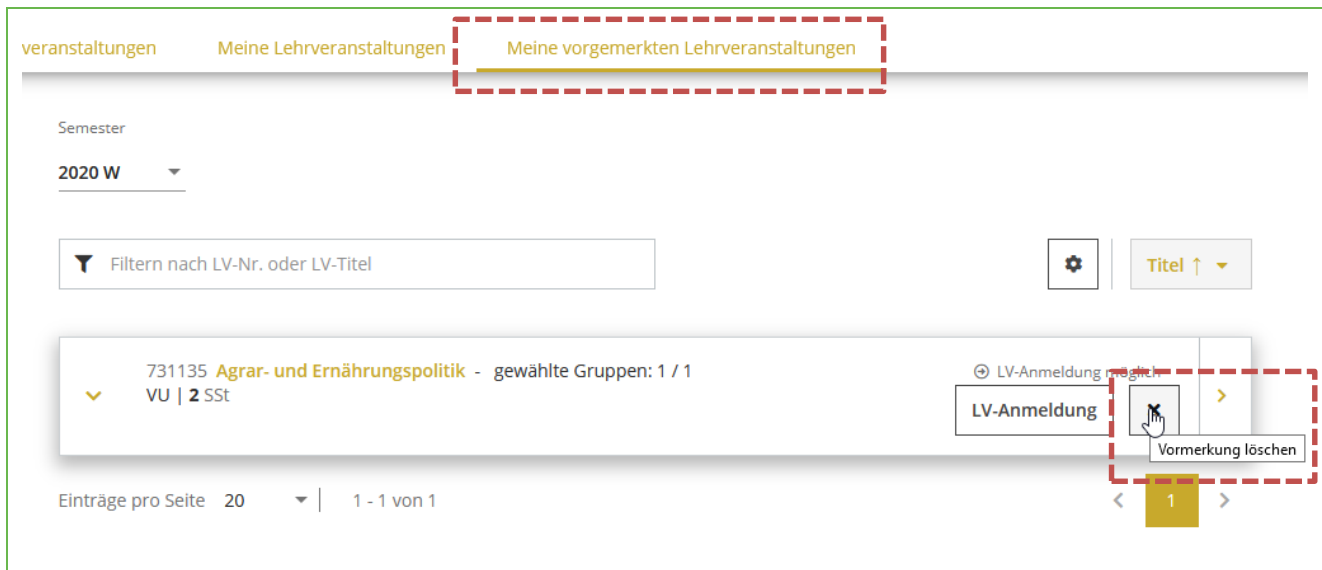 veranstaltungen Meine Lehrveranstaltungen Meine vorgemerkten Lehrveranstaltungen
Semester
2020 W
Filtern nach LV-Nr. oder LV-Titel
Titel ↑
731135 Agrar- und Ernährungspolitik - gewählte Gruppen: 1 / 1
LV-Anmeldung möglich
VU | 2 SSt
LV-Anmeldung
Vormerkung löschen
Einträge pro Seite 20 1 - 1 von 1 < 1 >